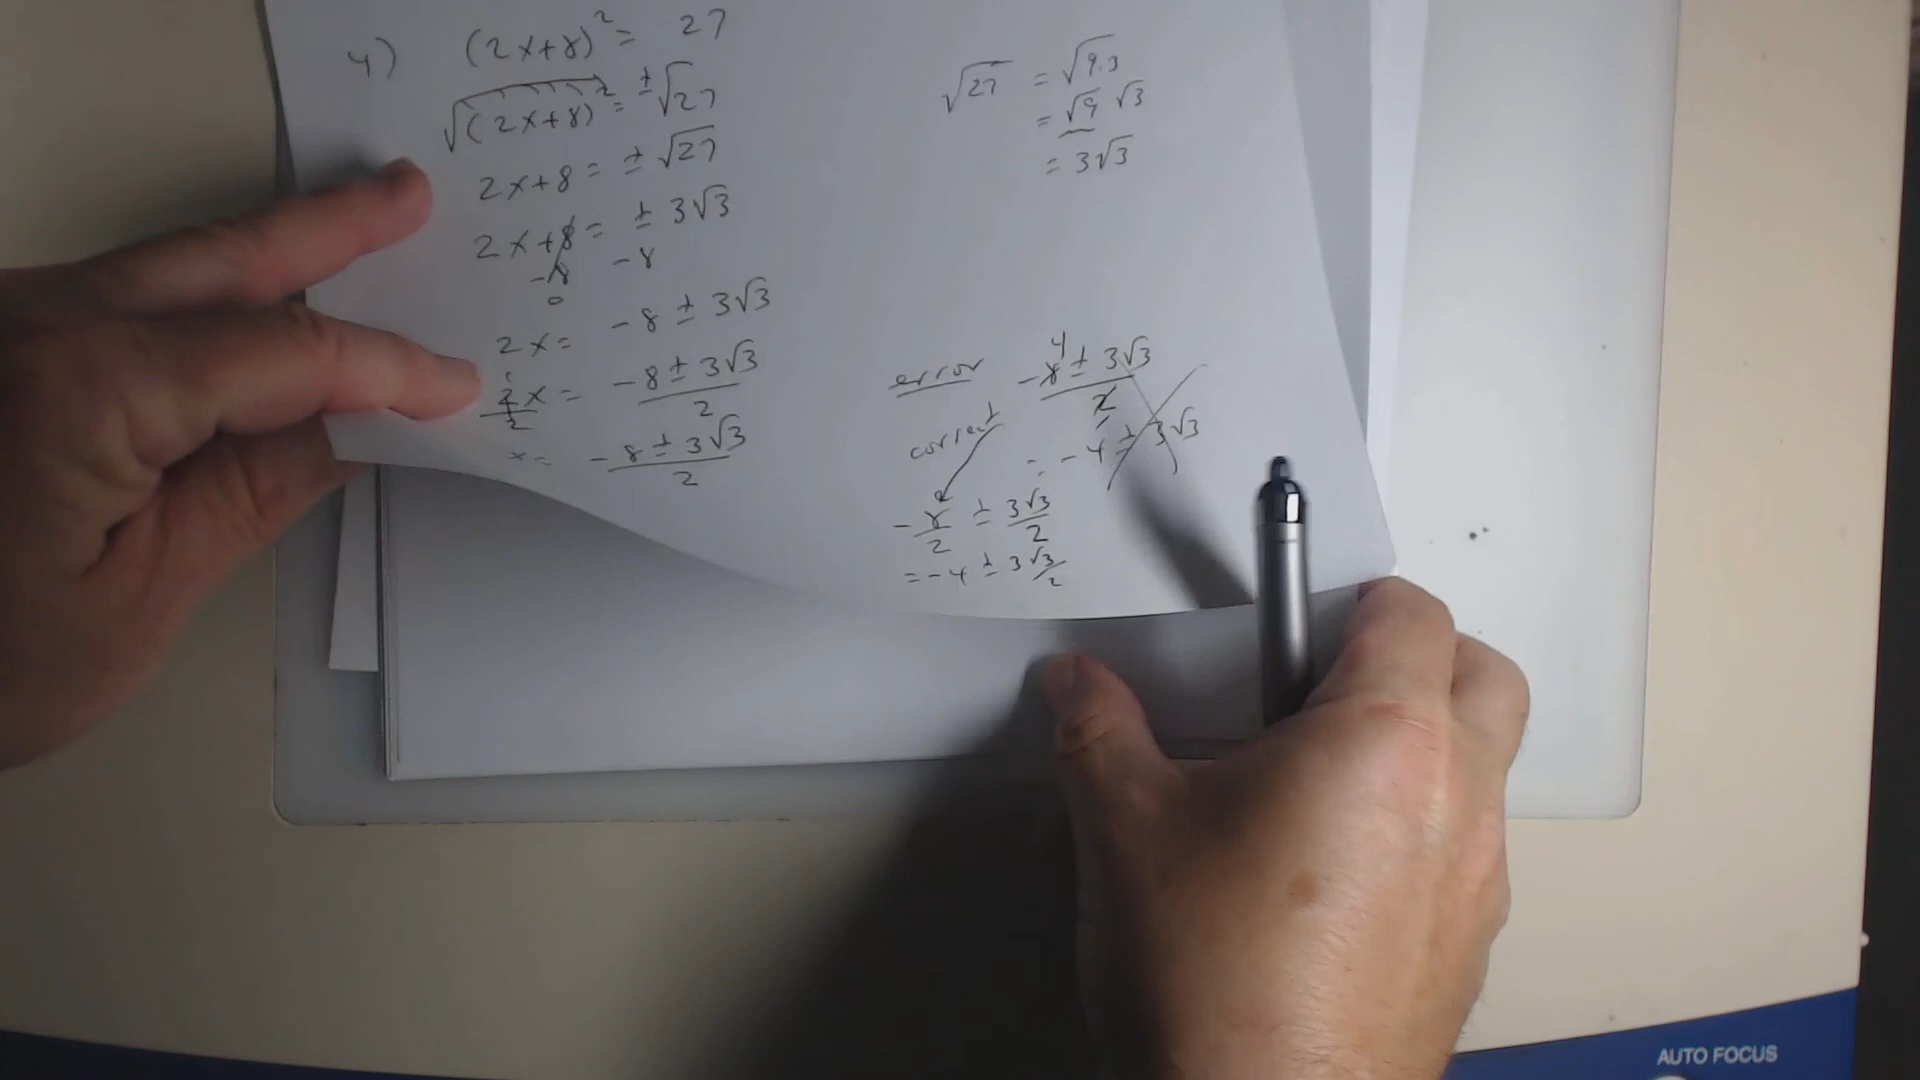 4) (2x+8)² = 27
√(2x+8)² = ±√27
2x+8 = ±√27
2x+8 = ±3√3
-8 -8
0
2x = -8 ± 3√3
1
2x/2 = (-8 ± 3√3)/2
x = (-8 ± 3√3)/2
√27 = √9.3
= √9 √3
= 3√3
error 4
(-8 ± 3√3)/2
= -4 ± 3√3
correct
-8/2 ± 3√3/2
= -4 ± 3√3/2
AUTO FOCUS